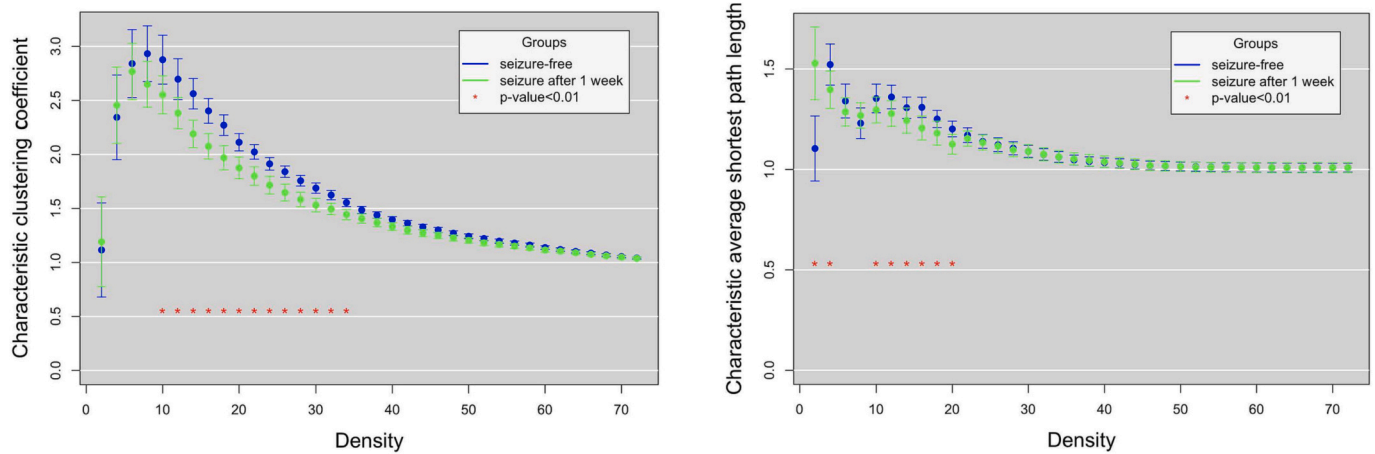 Characteristic clustering coefficient
3.0
2.5
2.0
1.5
1.0
0.5
0.0
Groups
seizure-free
seizure after 1 week
* p-value<0.01
* * * * * * * * * * * * *
0 10 20 30 40 50 60 70
Density
Characteristic average shortest path length
1.5
1.0
0.5
0.0
Groups
seizure-free
seizure after 1 week
* p-value<0.01
* * * * * * * *
0 10 20 30 40 50 60 70
Density